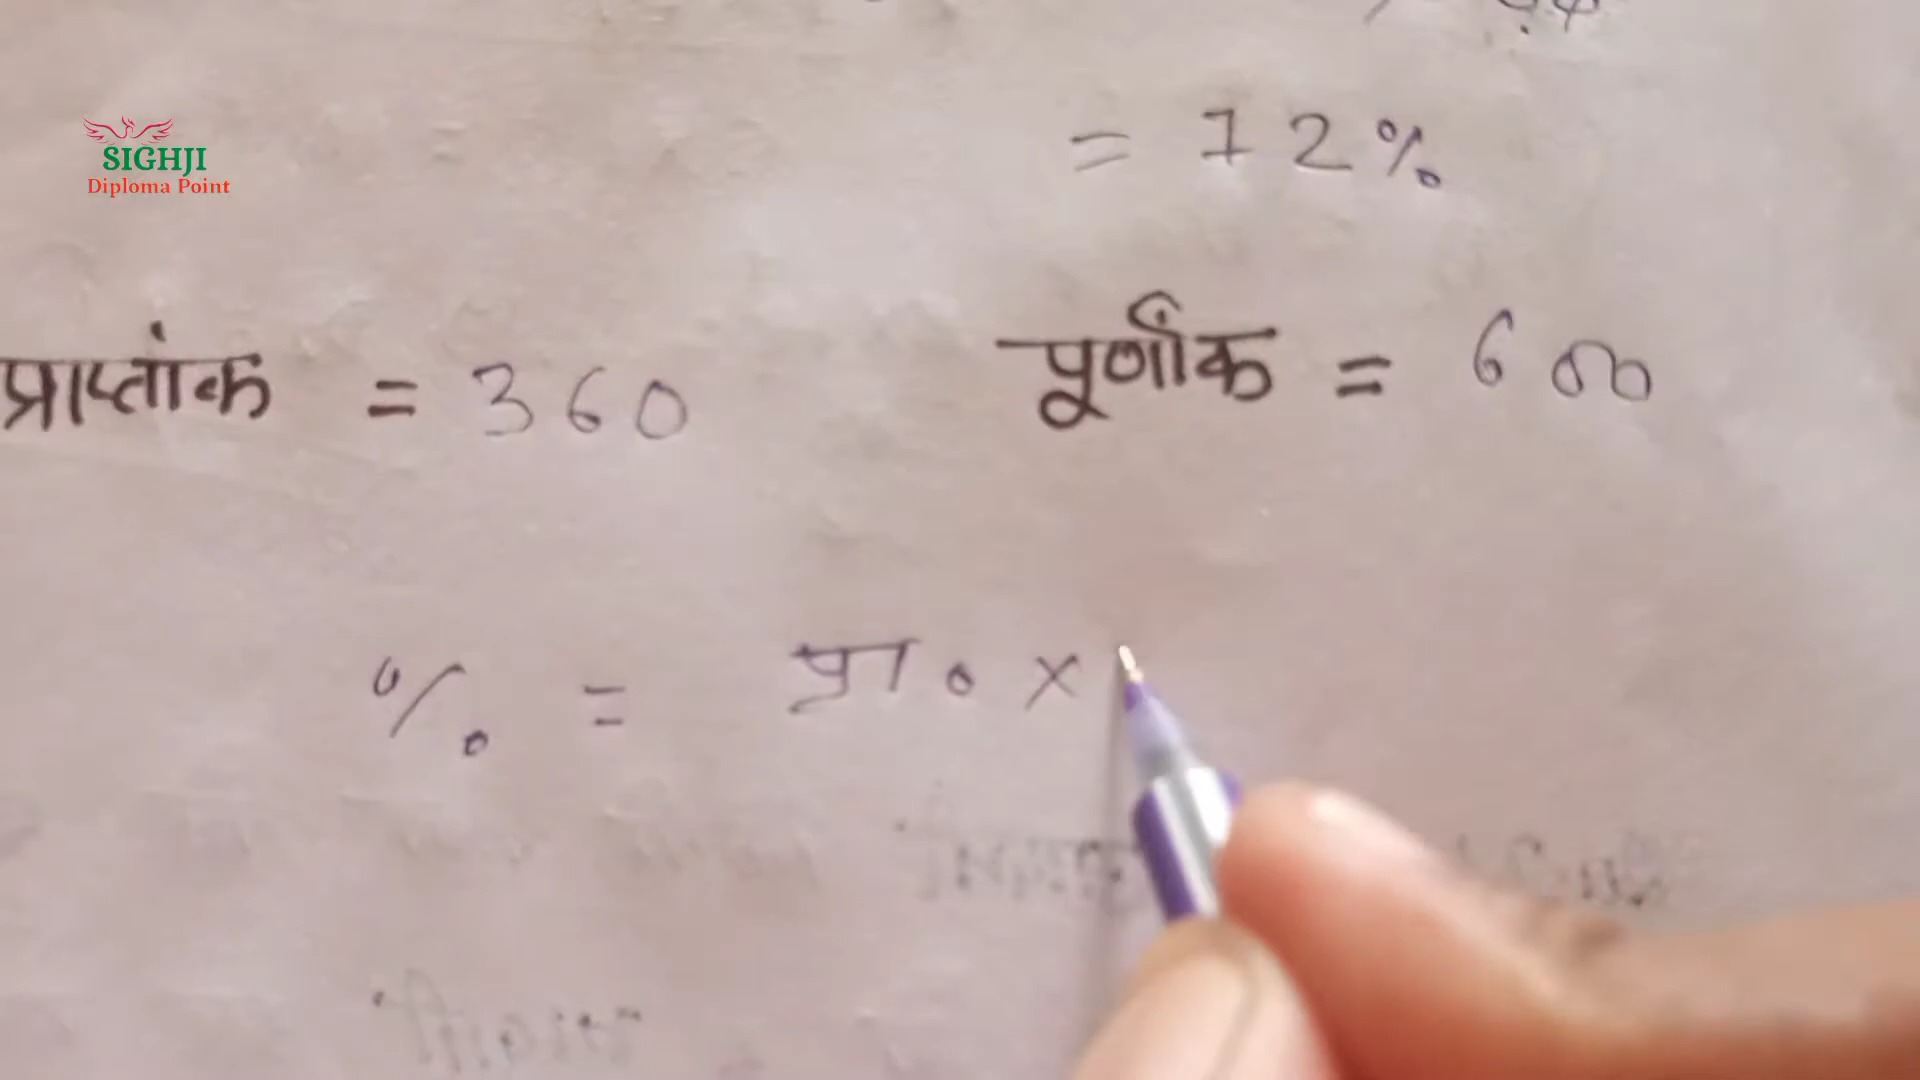 = 72%
SIGHJI
Diploma Point
प्राप्तांक = 360
पूर्णांक = 600
% = प्रा० ×